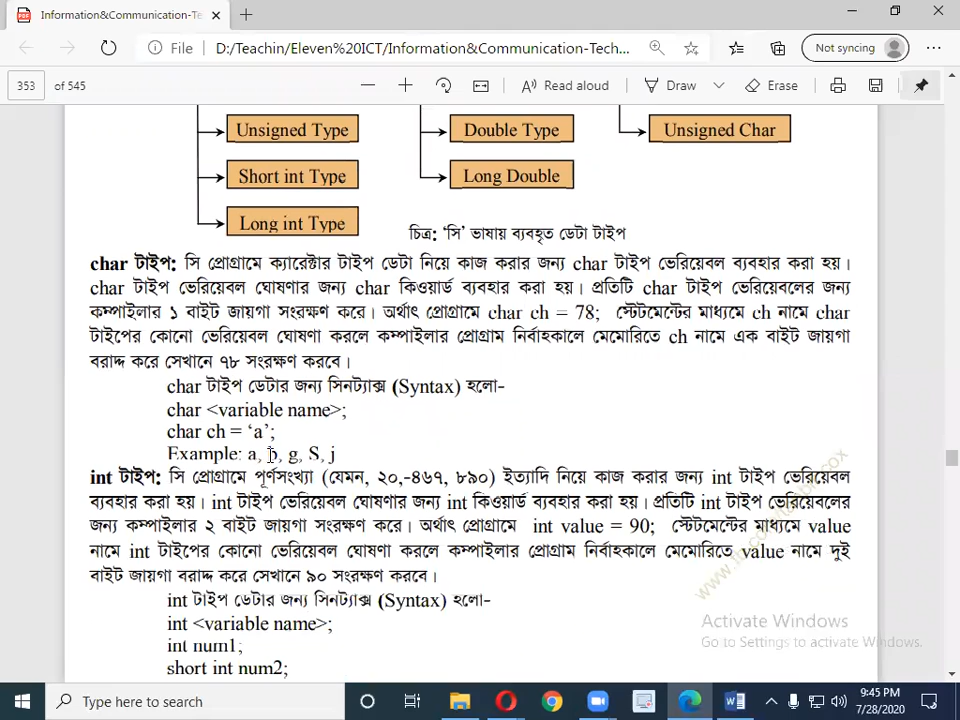 Information&Communication-Te
File D:/Teachin/Eleven%20ICT/Information&Communication-Tech... Not syncing
353 of 545 Read aloud Draw Erase
Unsigned Type Double Type Unsigned Char
Short int Type Long Double
Long int Type
চিত্র: ‘সি’ ভাষায় ব্যবহৃত ডেটা টাইপ
char টাইপ: সি প্রোগ্রামে ক্যারেক্টার টাইপ ডেটা নিয়ে কাজ করার জন্য char টাইপ ভেরিয়েবল ব্যবহার করা হয়।
char টাইপ ভেরিয়েবল ঘোষণার জন্য char কিওয়ার্ড ব্যবহার করা হয়। প্রতিটি char টাইপ ভেরিয়েবলের জন্য
কম্পাইলার ১ বাইট জায়গা সংরক্ষণ করে। অর্থাৎ প্রোগ্রামে char ch = 78; স্টেটমেন্টের মাধ্যমে ch নামে char
টাইপের কোনো ভেরিয়েবল ঘোষণা করলে কম্পাইলার প্রোগ্রাম নির্বাহকালে মেমোরিতে ch নামে এক বাইট জায়গা
বরাদ্দ করে সেখানে ৭৮ সংরক্ষণ করবে।
char টাইপ ডেটার জন্য সিনট্যাক্স (Syntax) হলো-
char <variable name>;
char ch = ‘a’;
Example: a, b, g, S, j
int টাইপ: সি প্রোগ্রামে পূর্ণসংখ্যা (যেমন, ২০,-৪৬৭, ৮৯০) ইত্যাদি নিয়ে কাজ করার জন্য int টাইপ ভেরিয়েবল
ব্যবহার করা হয়। int টাইপ ভেরিয়েবল ঘোষণার জন্য int কিওয়ার্ড ব্যবহার করা হয়। প্রতিটি int টাইপ ভেরিয়েবলের
জন্য কম্পাইলার ২ বাইট জায়গা সংরক্ষণ করে। অর্থাৎ প্রোগ্রামে int value = 90; স্টেটমেন্টের মাধ্যমে value
নামে int টাইপের কোনো ভেরিয়েবল ঘোষণা করলে কম্পাইলার প্রোগ্রাম নির্বাহকালে মেমোরিতে value নামে দুই
বাইট জায়গা বরাদ্দ করে সেখানে ৯০ সংরক্ষণ করবে।
int টাইপ ডেটার জন্য সিনট্যাক্স (Syntax) হলো-
int <variable name>;
int num1;
short int num2;
Activate Windows
Go to Settings to activate Windows.
Type here to search
9:45 PM
7/28/2020